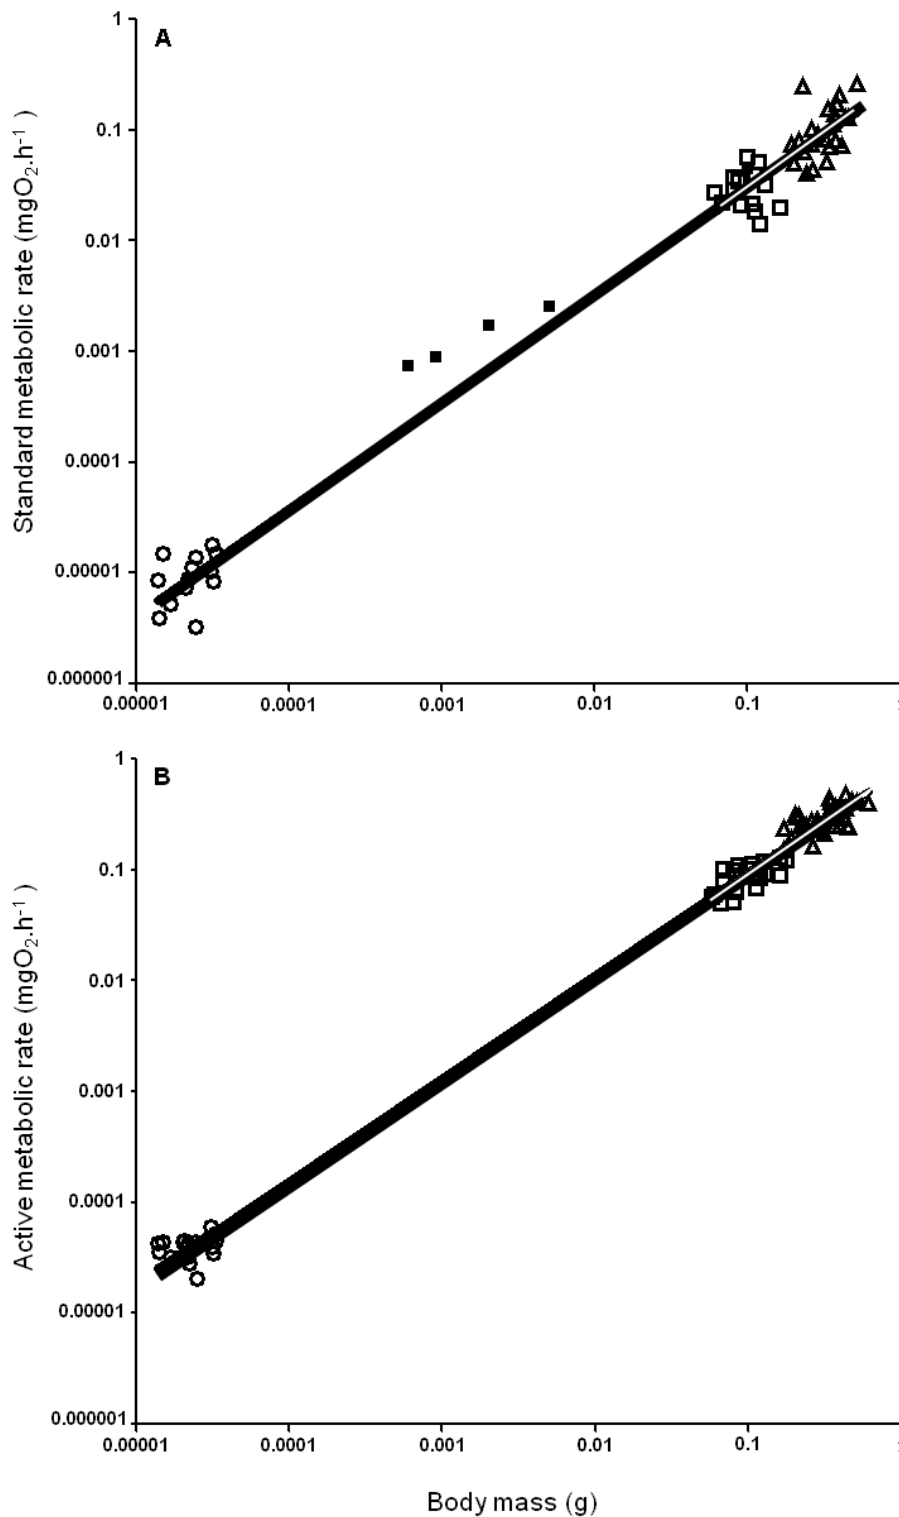 A
1
0.1
0.01
0.001
0.0001
0.00001
0.000001
Standard metabolic rate (mgO₂.h⁻¹ )
0.00001 0.0001 0.001 0.01 0.1
B
1
0.1
0.01
0.001
0.0001
0.00001
0.000001
Active metabolic rate (mgO₂.h⁻¹ )
0.00001 0.0001 0.001 0.01 0.1
Body mass (g)